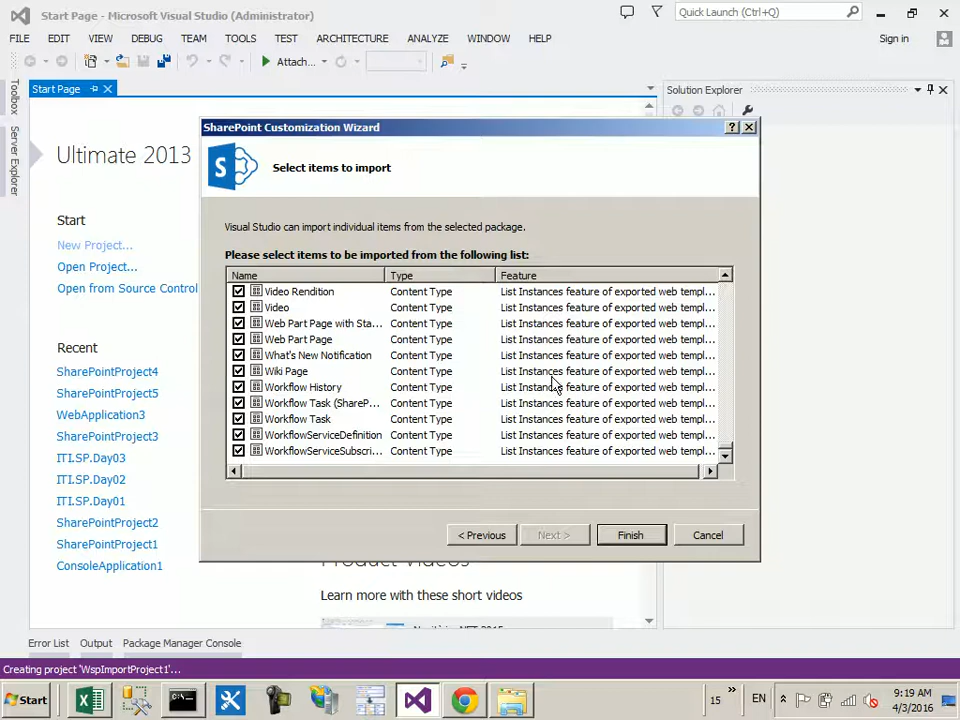 Start Page - Microsoft Visual Studio (Administrator)
Quick Launch (Ctrl+Q)
FILE EDIT VIEW DEBUG TEAM TOOLS TEST ARCHITECTURE ANALYZE WINDOW HELP
Sign in
Attach...
Toolbox
Server Explorer
Start Page
Solution Explorer
Ultimate 2013
Start
New Project...
Open Project...
Open from Source Control
Recent
SharePointProject4
SharePointProject5
WebApplication3
SharePointProject3
ITI.SP.Day03
ITI.SP.Day02
ITI.SP.Day01
SharePointProject2
SharePointProject1
ConsoleApplication1
SharePoint Customization Wizard
S
Select items to import
Visual Studio can import individual items from the selected package.
Please select items to be imported from the following list:
Name Type Feature
Video Rendition Content Type List Instances feature of exported web templ...
Video Content Type List Instances feature of exported web templ...
Web Part Page with Sta... Content Type List Instances feature of exported web templ...
Web Part Page Content Type List Instances feature of exported web templ...
What's New Notification Content Type List Instances feature of exported web templ...
Wiki Page Content Type List Instances feature of exported web templ...
Workflow History Content Type List Instances feature of exported web templ...
Workflow Task (ShareP... Content Type List Instances feature of exported web templ...
Workflow Task Content Type List Instances feature of exported web templ...
WorkflowServiceDefinition Content Type List Instances feature of exported web templ...
WorkflowServiceSubscri... Content Type List Instances feature of exported web templ...
< Previous Next > Finish Cancel
Product Videos
Learn more with these short videos
Error List Output Package Manager Console
Creating project 'WspImportProject1'...
Start
15
EN
9:19 AM
4/3/2016